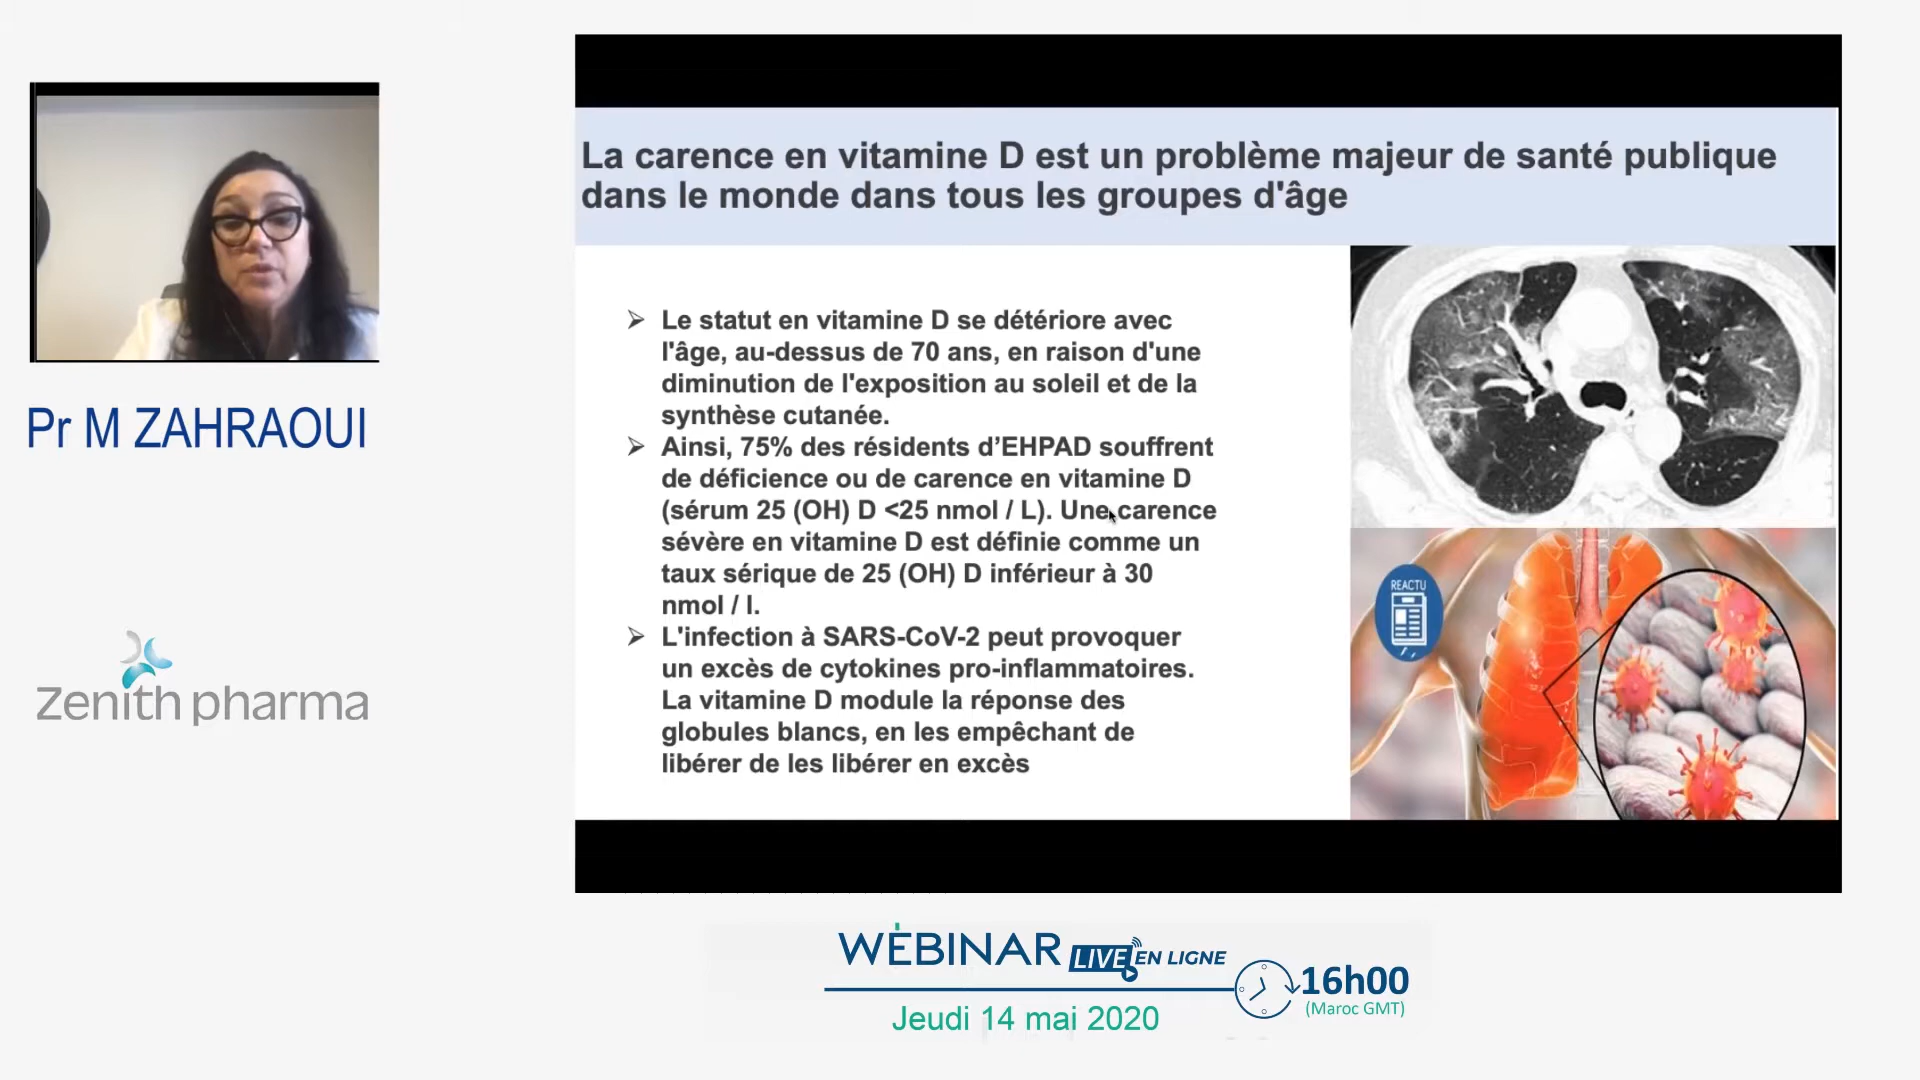 La carence en vitamine D est un problème majeur de santé publique
dans le monde dans tous les groupes d'âge
Le statut en vitamine D se détériore avec
l'âge, au-dessus de 70 ans, en raison d'une
diminution de l'exposition au soleil et de la
synthèse cutanée.
Ainsi, 75% des résidents d’EHPAD souffrent
de déficience ou de carence en vitamine D
(sérum 25 (OH) D <25 nmol / L). Une carence
sévère en vitamine D est définie comme un
taux sérique de 25 (OH) D inférieur à 30
nmol / l.
L'infection à SARS-CoV-2 peut provoquer
un excès de cytokines pro-inflammatoires.
La vitamine D module la réponse des
globules blancs, en les empêchant de
libérer de les libérer en excès
REACTU
Pr M ZAHRAOUI
zenith pharma
WEBINAR LIVE EN LIGNE
Jeudi 14 mai 2020
16h00
(Maroc GMT)